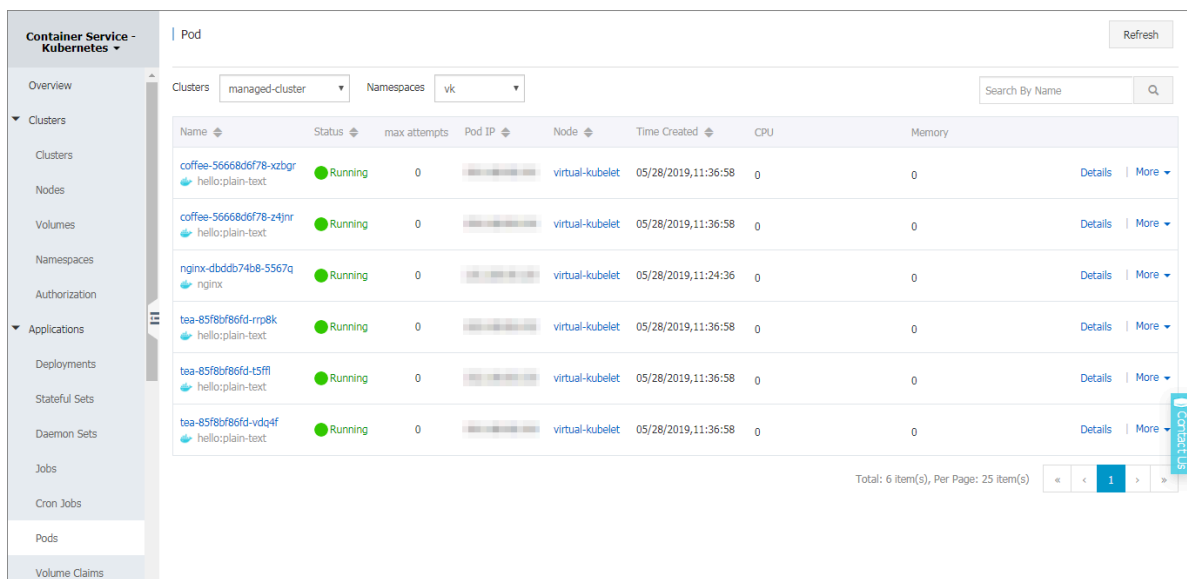 Container Service -
Kubernetes
Pod
Refresh
Overview
Clusters
Clusters
Nodes
Volumes
Namespaces
Authorization
Applications
Deployments
Stateful Sets
Daemon Sets
Jobs
Cron Jobs
Pods
Volume Claims
Clusters managed-cluster Namespaces vk Search By Name
Name Status max attempts Pod IP Node Time Created CPU Memory
coffee-56668d6f78-xzbgr
hello:plain-text
Running 0 virtual-kubelet 05/28/2019,11:36:58 0 0 Details | More
coffee-56668d6f78-z4jnr
hello:plain-text
Running 0 virtual-kubelet 05/28/2019,11:36:58 0 0 Details | More
nginx-dbddb74b8-5567q
nginx
Running 0 virtual-kubelet 05/28/2019,11:24:36 0 0 Details | More
tea-85f8bf86fd-rrp8k
hello:plain-text
Running 0 virtual-kubelet 05/28/2019,11:36:58 0 0 Details | More
tea-85f8bf86fd-t5ffl
hello:plain-text
Running 0 virtual-kubelet 05/28/2019,11:36:58 0 0 Details | More
tea-85f8bf86fd-vdq4f
hello:plain-text
Running 0 virtual-kubelet 05/28/2019,11:36:58 0 0 Details | More
Total: 6 item(s), Per Page: 25 item(s) « ‹ 1 › »
Contact Us